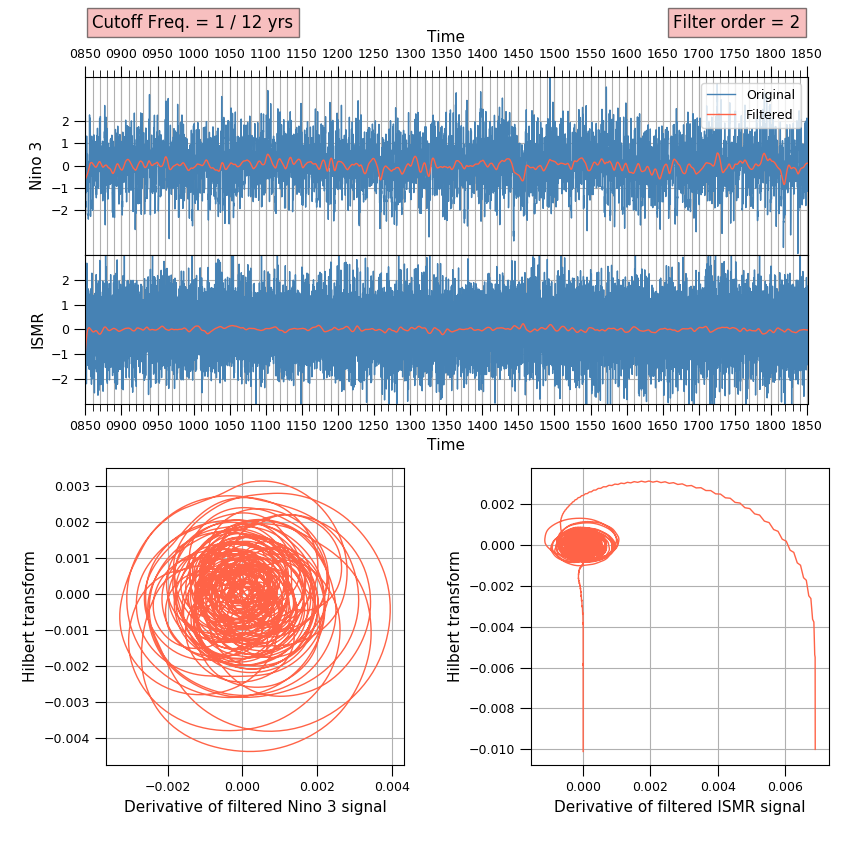 Cutoff Freq. = 1 / 12 yrs
Filter order = 2
Time
0850 0900 0950 1000 1050 1100 1150 1200 1250 1300 1350 1400 1450 1500 1550 1600 1650 1700 1750 1800 1850
Original
Filtered
Nino 3
2
1
0
−1
−2
ISMR
2
1
0
−1
−2
0850 0900 0950 1000 1050 1100 1150 1200 1250 1300 1350 1400 1450 1500 1550 1600 1650 1700 1750 1800 1850
Time
Hilbert transform
0.003
0.002
0.001
0.000
−0.001
−0.002
−0.003
−0.004
−0.002 0.000 0.002 0.004
Derivative of filtered Nino 3 signal
Hilbert transform
0.002
0.000
−0.002
−0.004
−0.006
−0.008
−0.010
0.000 0.002 0.004 0.006
Derivative of filtered ISMR signal